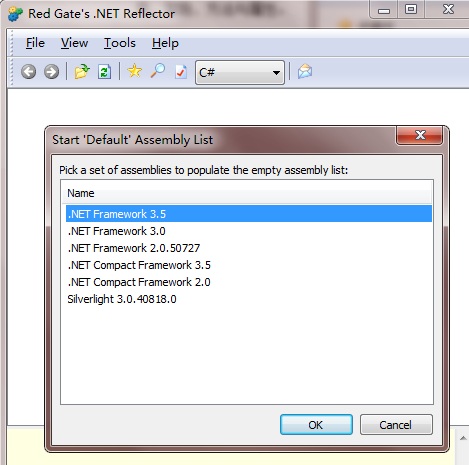 Red Gate's .NET Reflector
File View Tools Help
C#
Start 'Default' Assembly List
Pick a set of assemblies to populate the empty assembly list:
Name
.NET Framework 3.5
.NET Framework 3.0
.NET Framework 2.0.50727
.NET Compact Framework 3.5
.NET Compact Framework 2.0
Silverlight 3.0.40818.0
OK Cancel